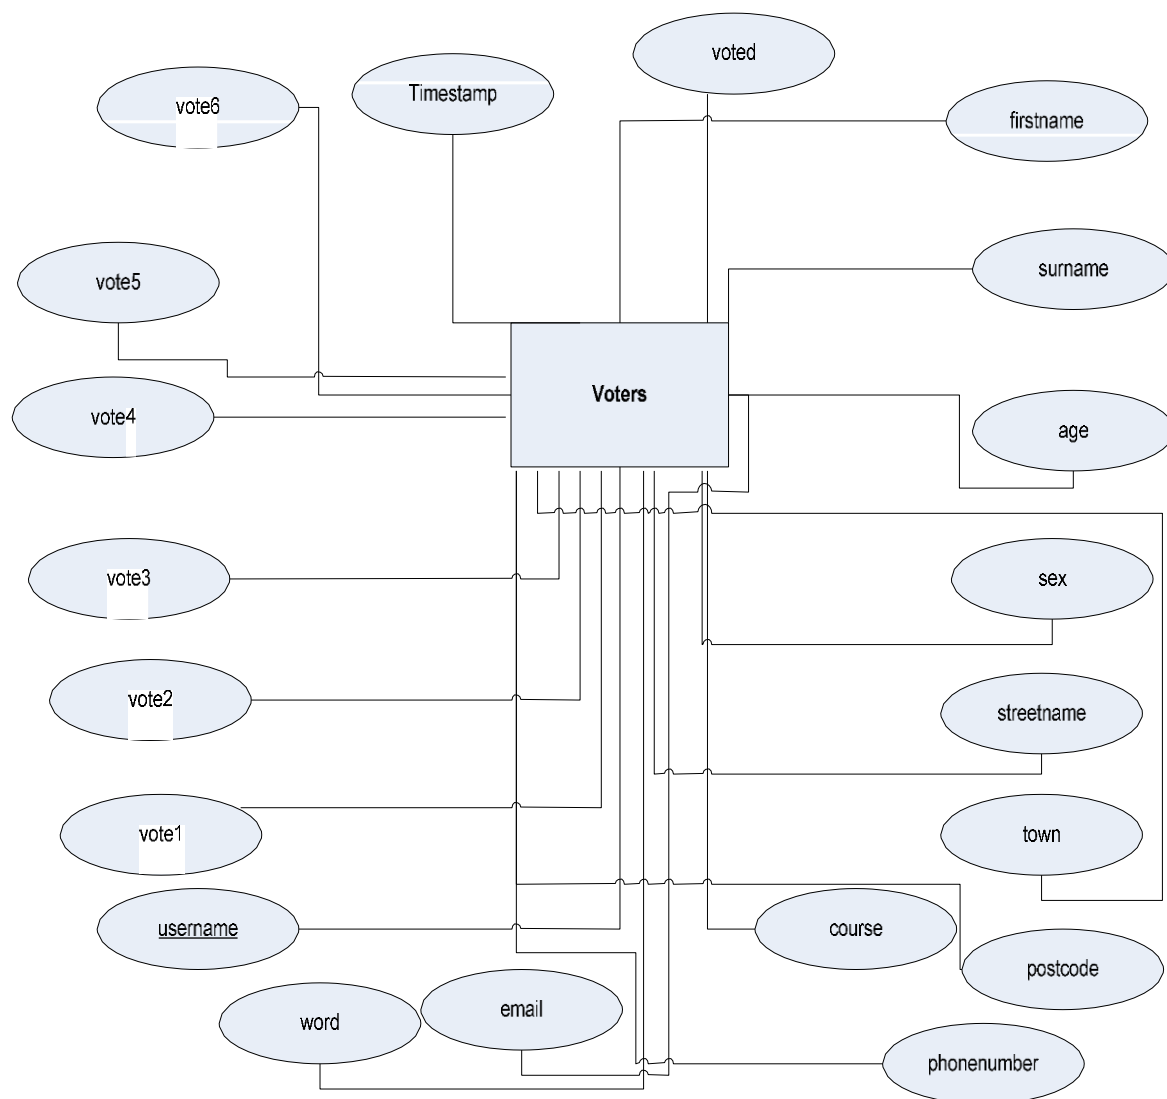 voted
Timestamp
vote6
firstname
surname
vote5
Voters
vote4
age
vote3
sex
vote2
streetname
vote1
town
username
course
postcode
email
word
phonenumber